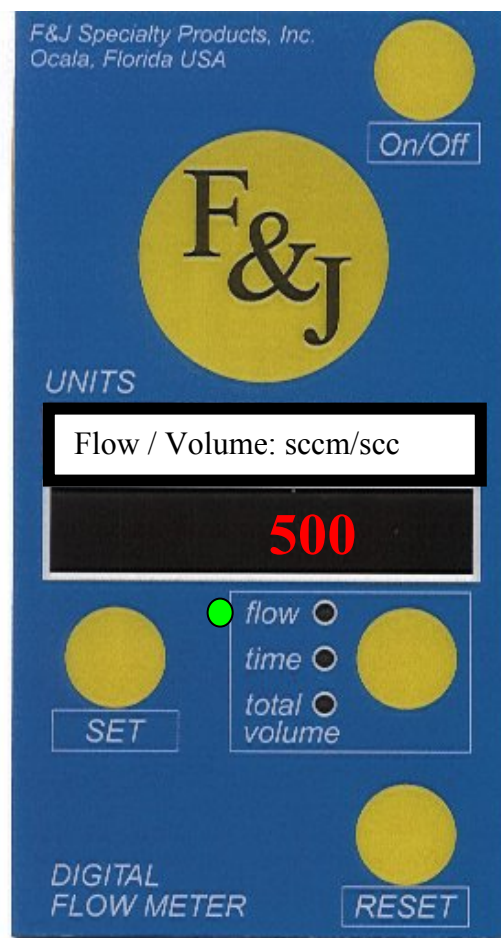 F&J Specialty Products, Inc.
Ocala, Florida USA
On/Off
F&J
UNITS
Flow / Volume: sccm/scc
500
flow
time
total
volume
SET
DIGITAL
FLOW METER
RESET